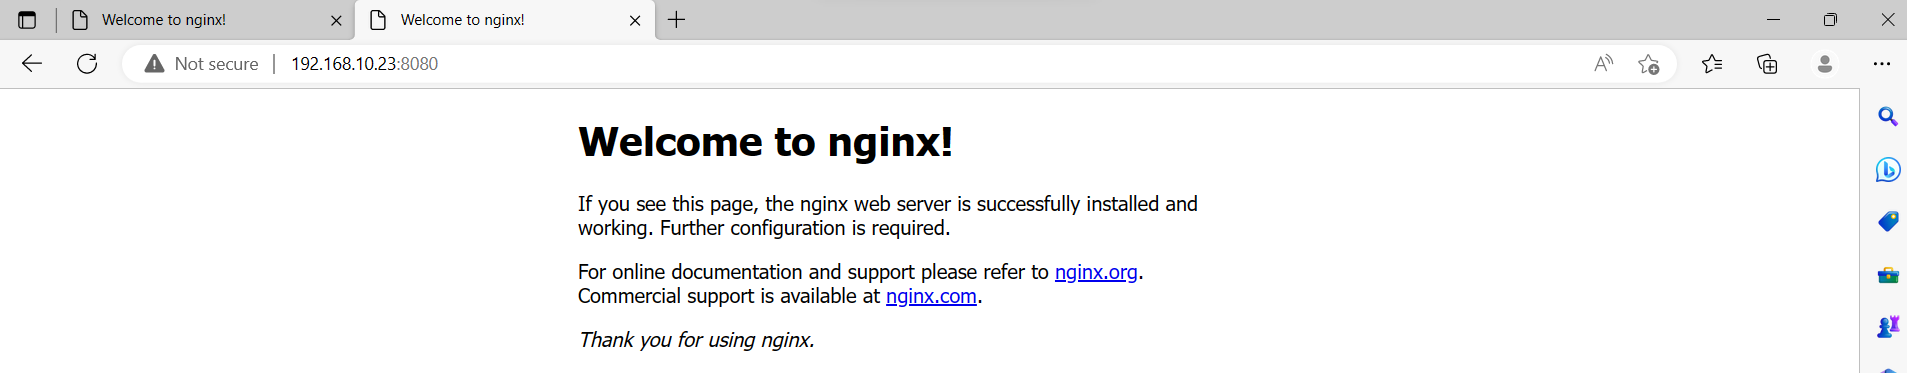 Welcome to nginx!
Welcome to nginx!
Not secure
192.168.10.23:8080
Welcome to nginx!
If you see this page, the nginx web server is successfully installed and
working. Further configuration is required.
For online documentation and support please refer to nginx.org.
Commercial support is available at nginx.com.
Thank you for using nginx.